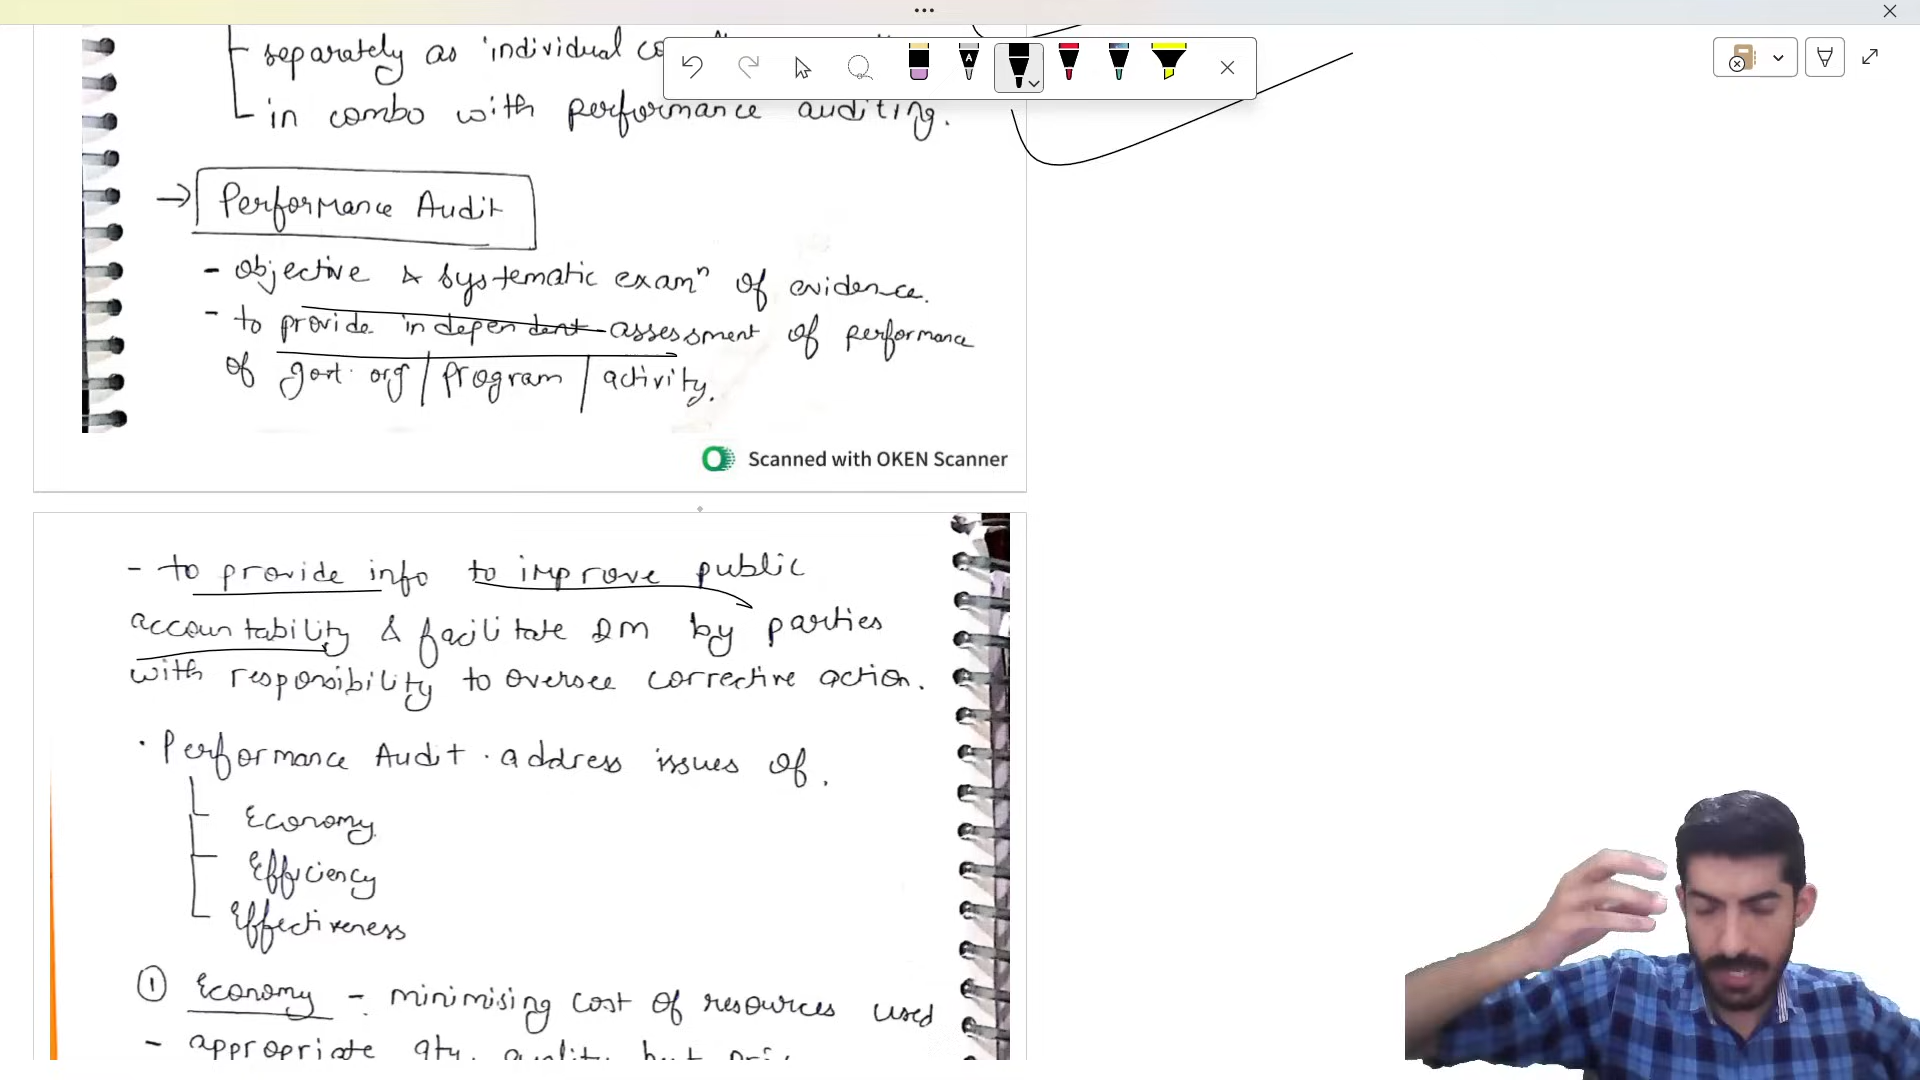 separately as individual
in combo with performance auditing.
→ Performance Audit
- objective & systematic examⁿ of evidence.
- to provide independent assessment of performance
of govt. org | program | activity.
Scanned with OKEN Scanner
- to provide info to improve public
accountability & facilitate DM by parties
with responsibility to oversee corrective action.
· Performance Audit · address issues of.
Economy
Efficiency
Effectiveness
① Economy - minimising cost of resources used
- appropriate qty, quality